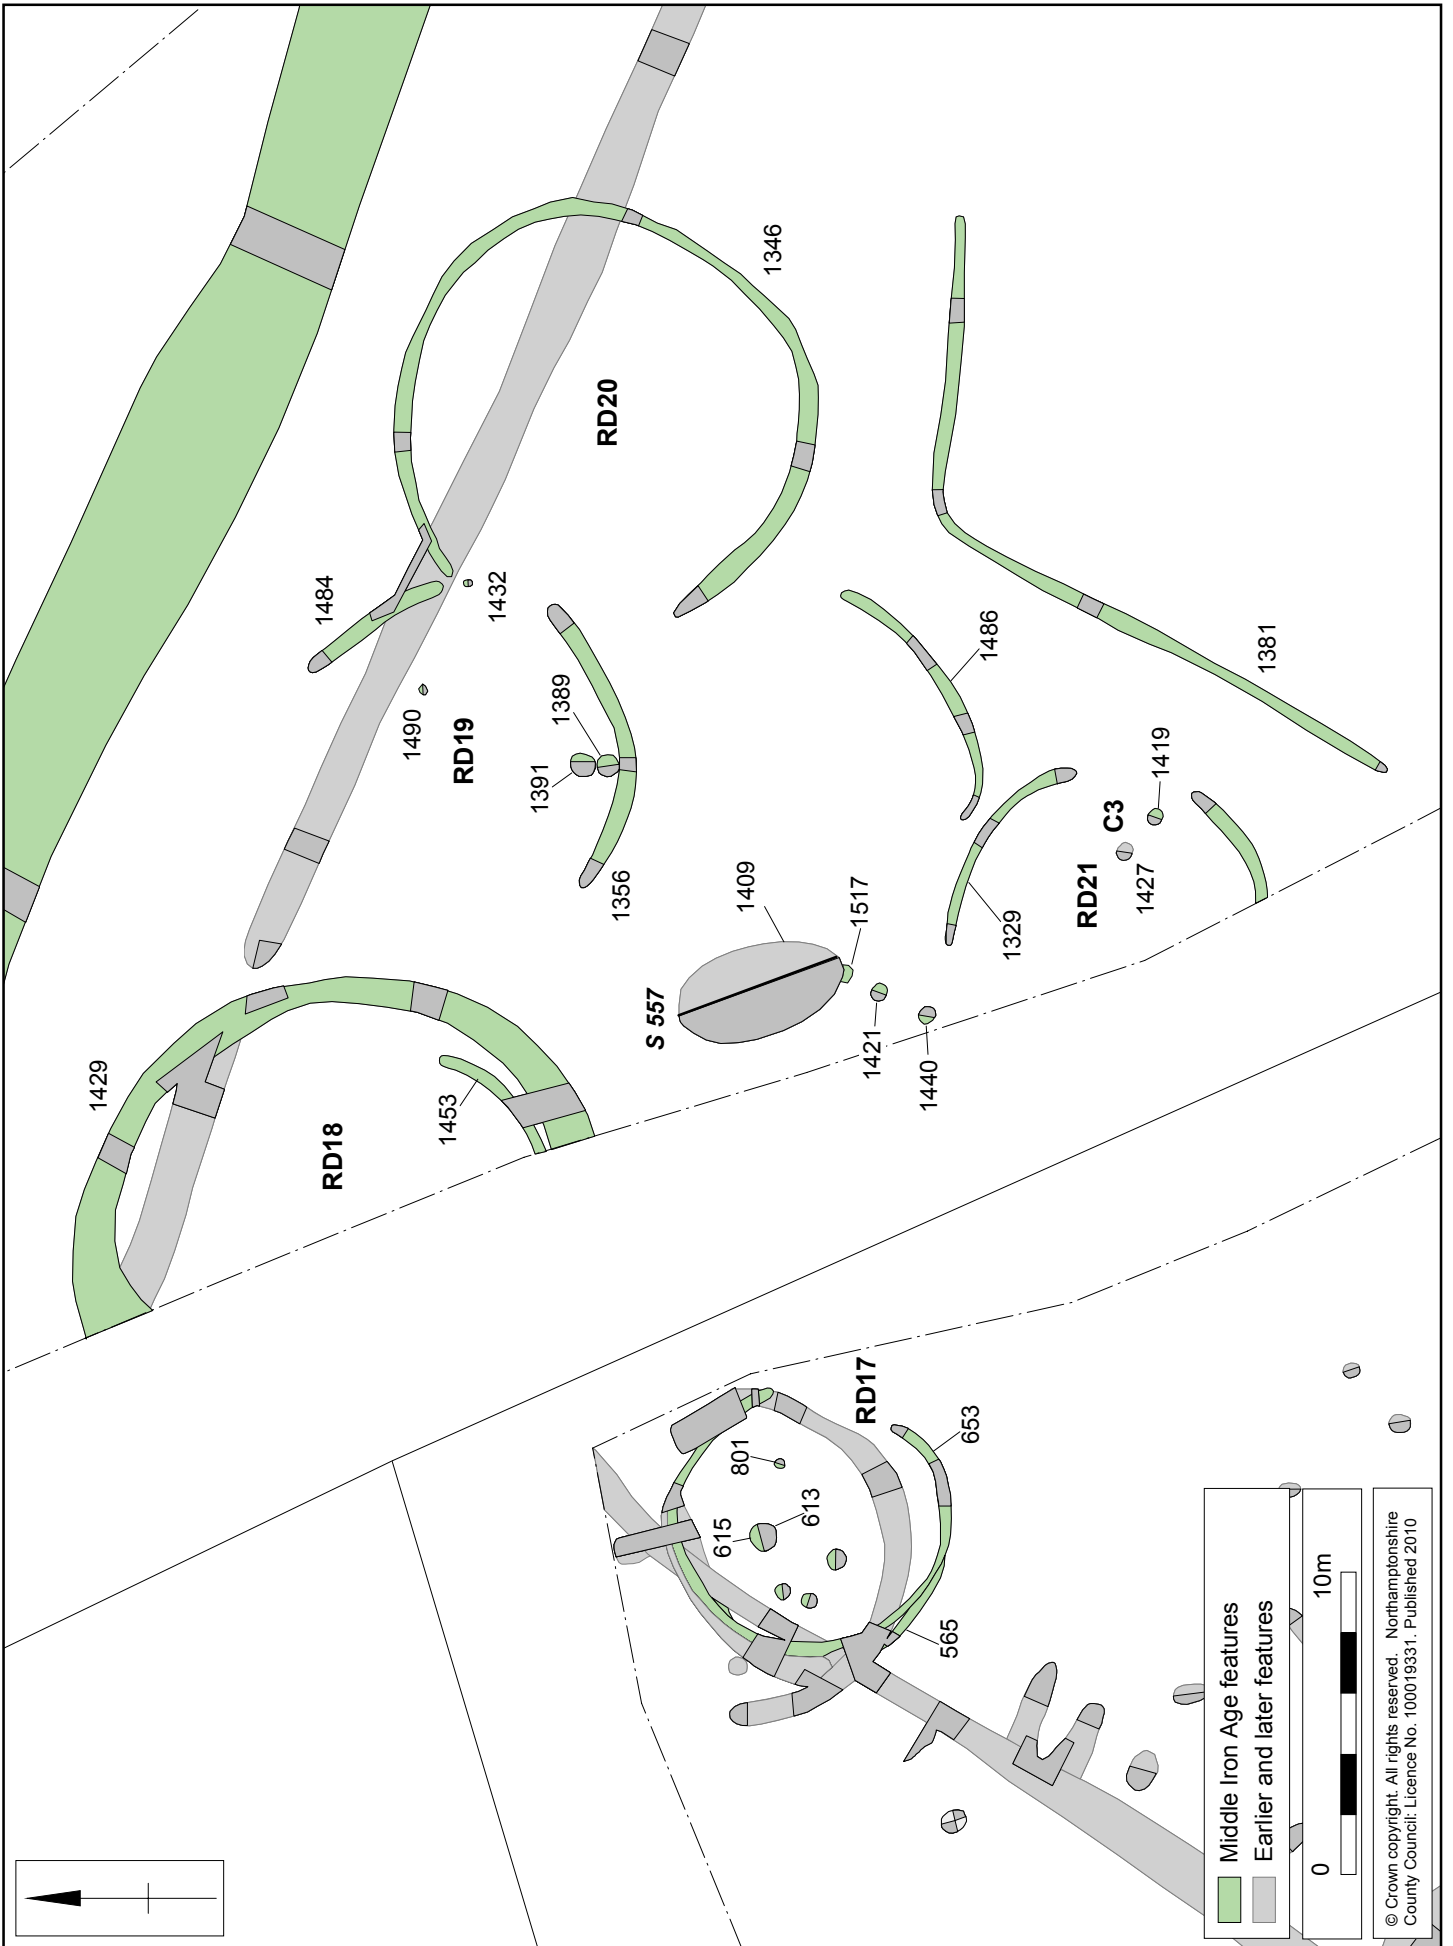 1429
RD18
1453
1484
1490
1432
RD19
1391
1389
1356
RD20
1346
S 557
1409
1517
1421
1440
1486
1329
RD21
C3
1427
1419
1381
RD17
801
615
613
653
565
Middle Iron Age features
Earlier and later features
0
10m
© Crown copyright. All rights reserved. Northamptonshire
County Council: Licence No. 100019331. Published 2010